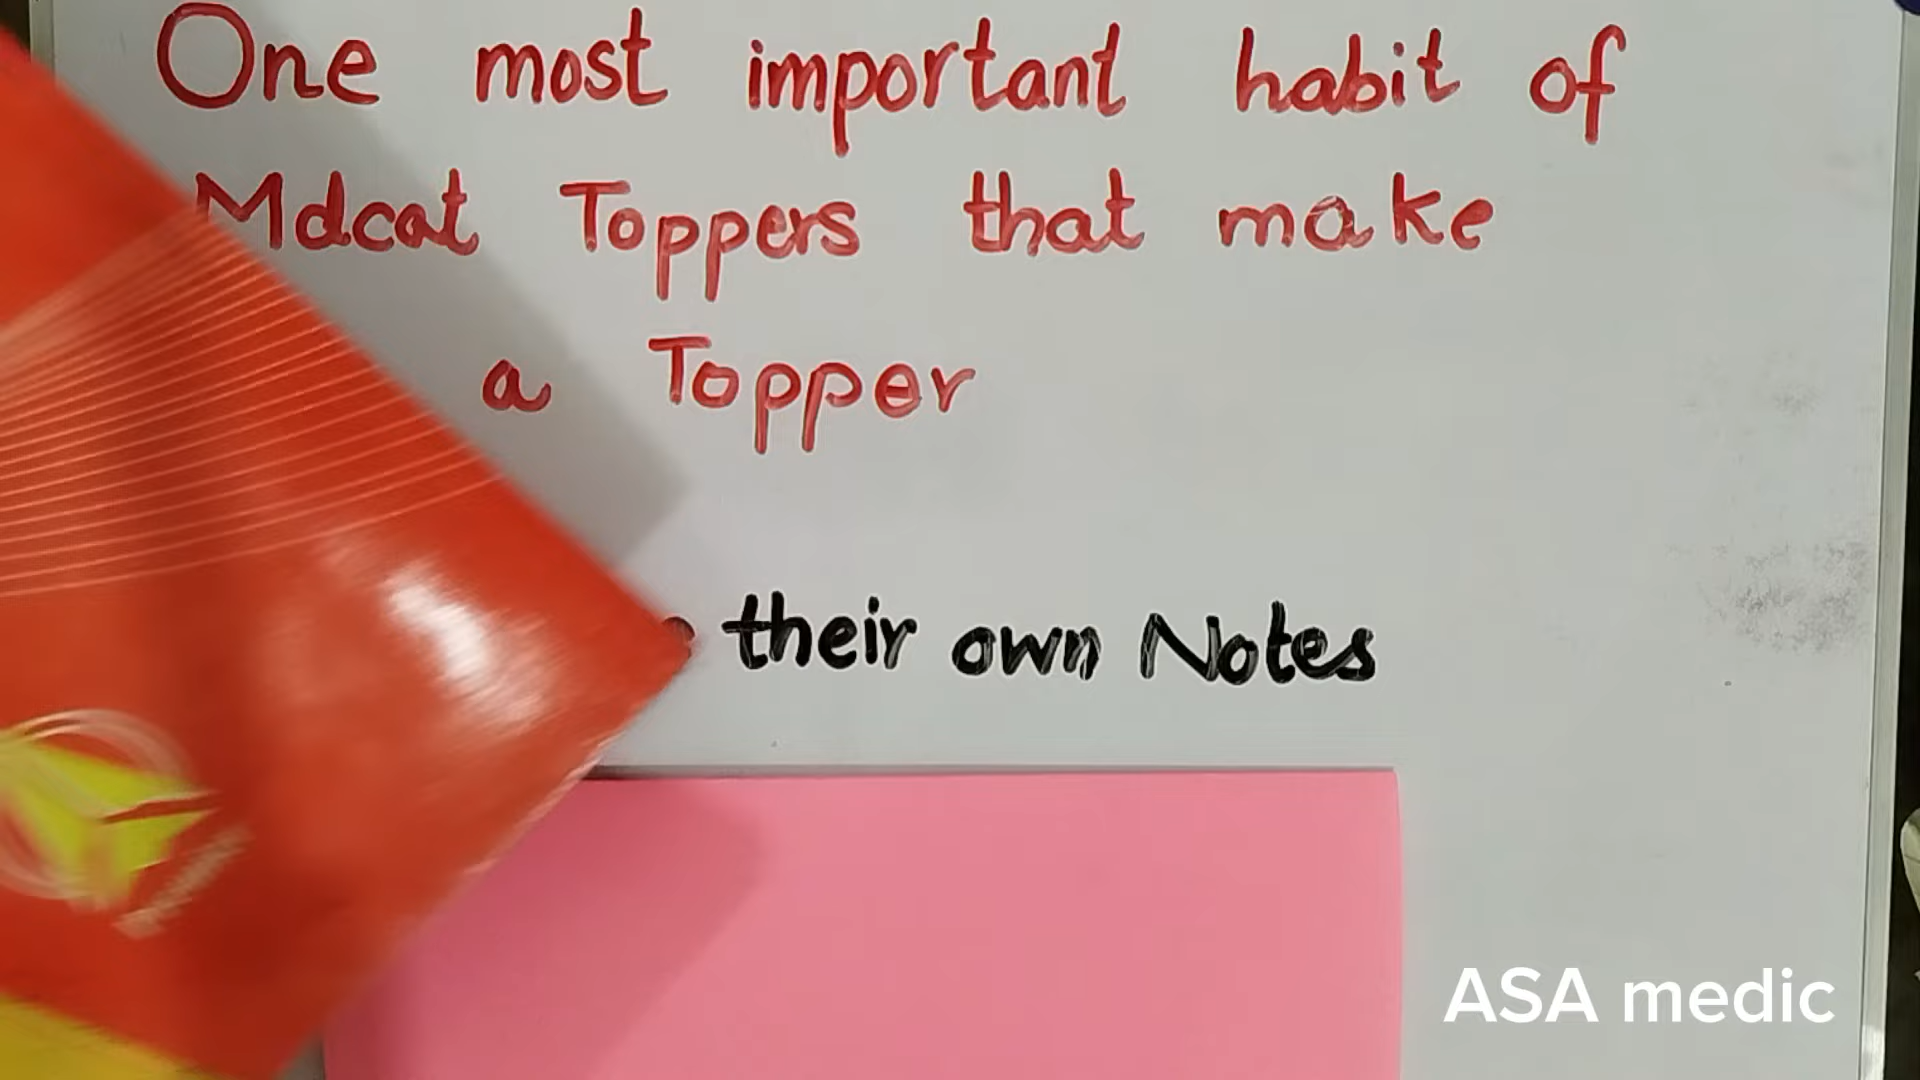 One most important habit of
Mdcat Toppers that make
a Topper
their own Notes
ASA medic